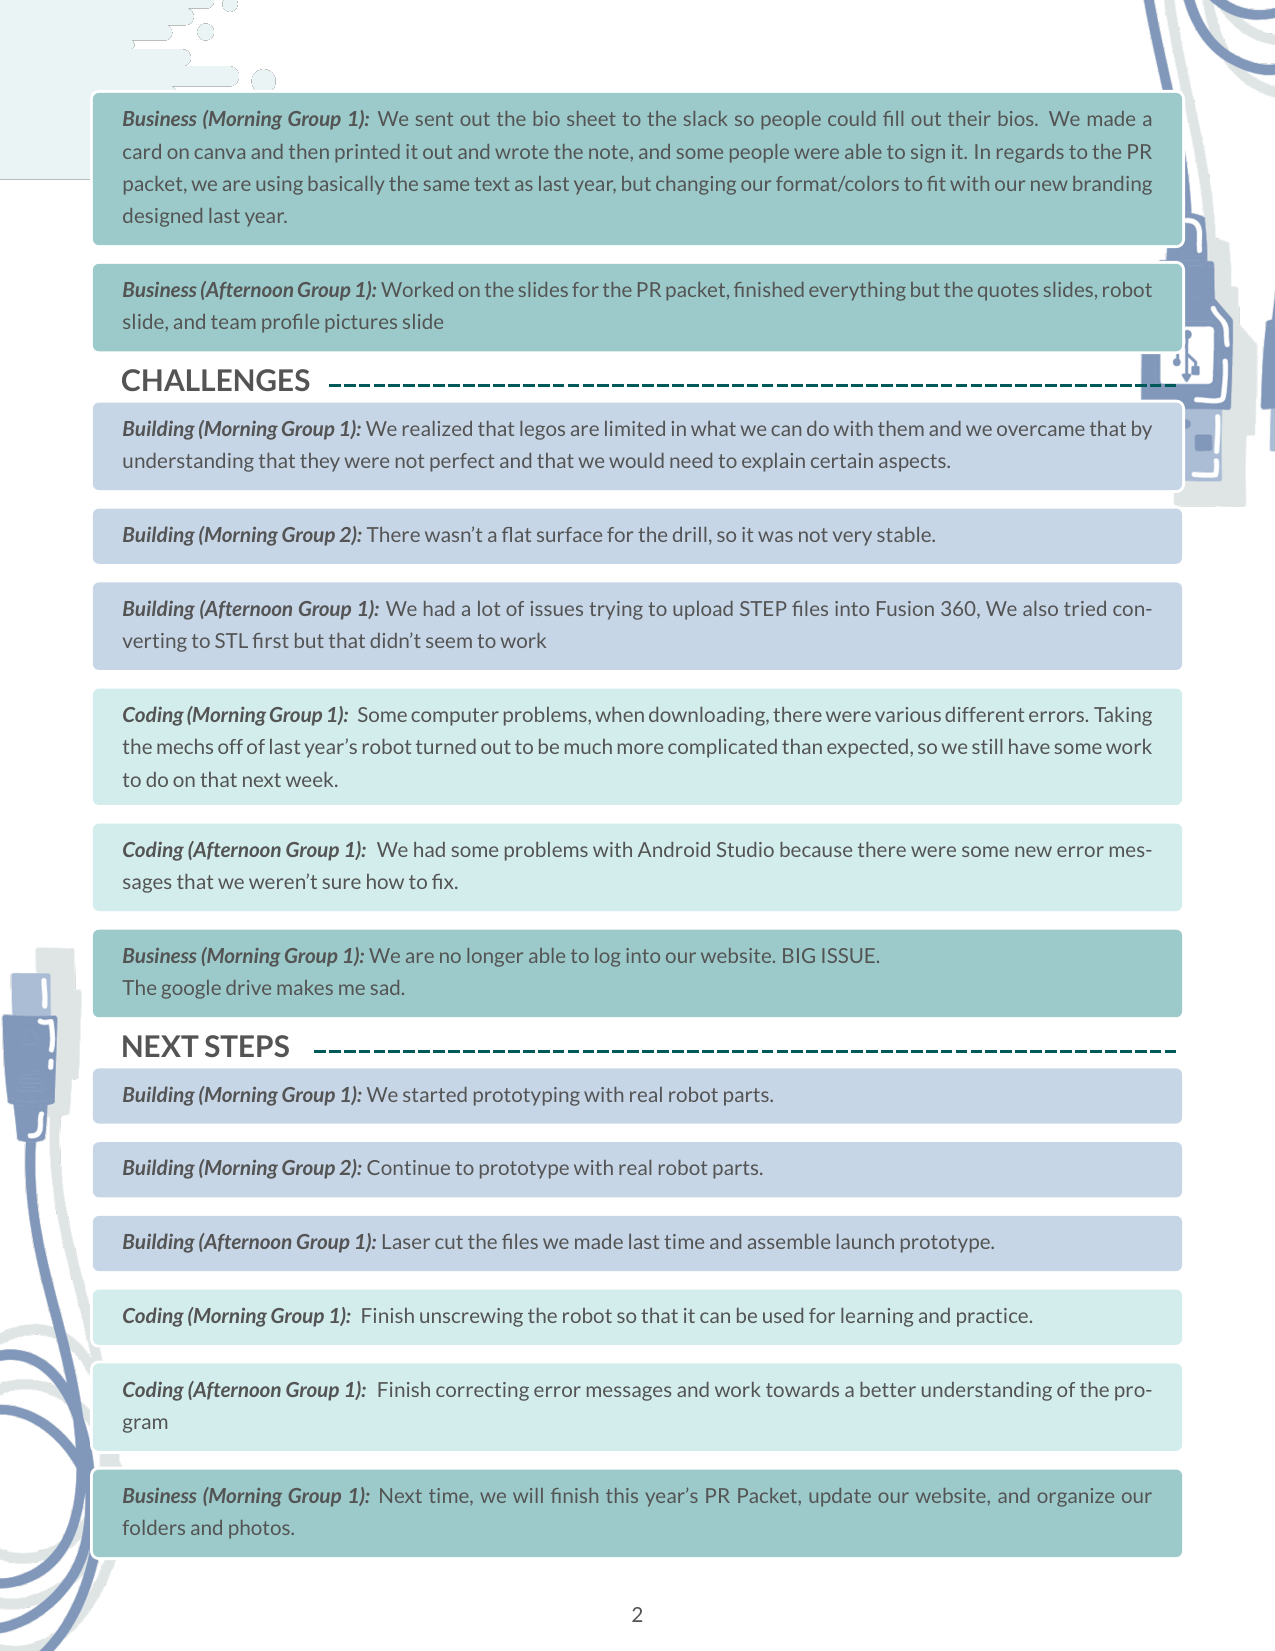 Business (Morning Group 1): We sent out the bio sheet to the slack so people could fill out their bios. We made a
card on canva and then printed it out and wrote the note, and some people were able to sign it. In regards to the PR
packet, we are using basically the same text as last year, but changing our format/colors to fit with our new branding
designed last year.
Business (Afternoon Group 1): Worked on the slides for the PR packet, finished everything but the quotes slides, robot
slide, and team profile pictures slide
CHALLENGES
Building (Morning Group 1): We realized that legos are limited in what we can do with them and we overcame that by
understanding that they were not perfect and that we would need to explain certain aspects.
Building (Morning Group 2): There wasn’t a flat surface for the drill, so it was not very stable.
Building (Afternoon Group 1): We had a lot of issues trying to upload STEP files into Fusion 360, We also tried con-
verting to STL first but that didn’t seem to work
Coding (Morning Group 1): Some computer problems, when downloading, there were various different errors. Taking
the mechs off of last year’s robot turned out to be much more complicated than expected, so we still have some work
to do on that next week.
Coding (Afternoon Group 1): We had some problems with Android Studio because there were some new error mes-
sages that we weren’t sure how to fix.
Business (Morning Group 1): We are no longer able to log into our website. BIG ISSUE.
The google drive makes me sad.
NEXT STEPS
Building (Morning Group 1): We started prototyping with real robot parts.
Building (Morning Group 2): Continue to prototype with real robot parts.
Building (Afternoon Group 1): Laser cut the files we made last time and assemble launch prototype.
Coding (Morning Group 1): Finish unscrewing the robot so that it can be used for learning and practice.
Coding (Afternoon Group 1): Finish correcting error messages and work towards a better understanding of the pro-
gram
Business (Morning Group 1): Next time, we will finish this year’s PR Packet, update our website, and organize our
folders and photos.
2